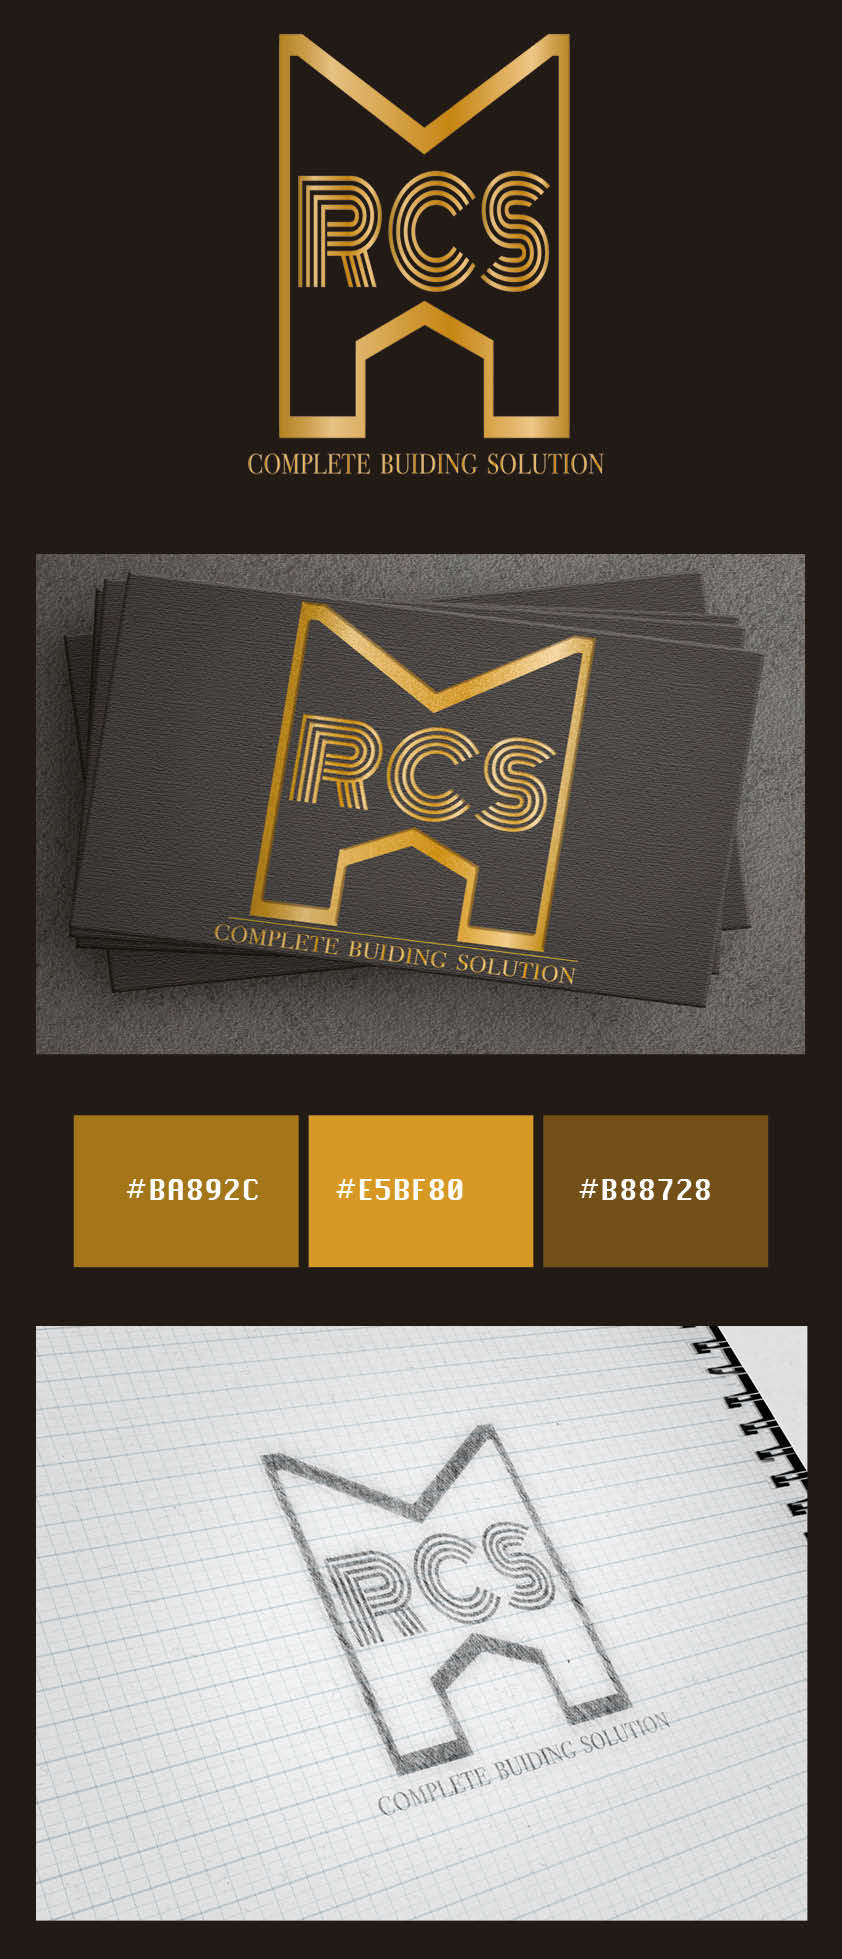 RCS
COMPLETE BUIDING SOLUTION
RCS
COMPLETE BUIDING SOLUTION
#BA892C
#E5BF80
#B88728
RCS
COMPLETE BUIDING SOLUTION